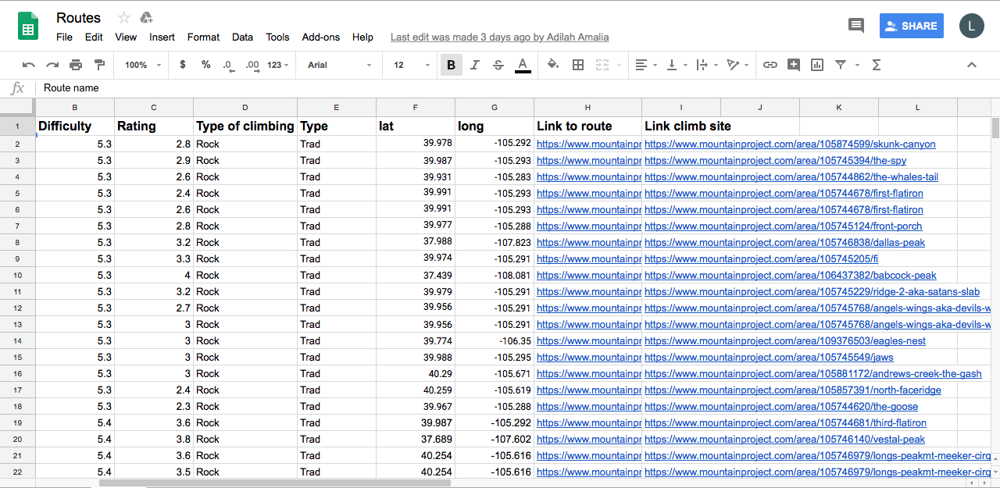 Routes
File Edit View Insert Format Data Tools Add-ons Help Last edit was made 3 days ago by Adilah Amalia
SHARE L
100% $ % .0 .00 123 Arial 12 B I S A Σ
fx Route name
B C D E F G H I J K L
1 Difficulty Rating Type of climbing Type lat long Link to route Link climb site
2 5.3 2.8 Rock Trad 39.978 -105.292 https://www.mountainpr https://www.mountainproject.com/area/105874599/skunk-canyon
3 5.3 2.9 Rock Trad 39.987 -105.293 https://www.mountainpr https://www.mountainproject.com/area/105745394/the-spy
4 5.3 2.6 Rock Trad 39.931 -105.283 https://www.mountainpr https://www.mountainproject.com/area/105744862/the-whales-tail
5 5.3 2.4 Rock Trad 39.991 -105.293 https://www.mountainpr https://www.mountainproject.com/area/105744678/first-flatiron
6 5.3 2.6 Rock Trad 39.991 -105.293 https://www.mountainpr https://www.mountainproject.com/area/105744678/first-flatiron
7 5.3 2.8 Rock Trad 39.977 -105.288 https://www.mountainpr https://www.mountainproject.com/area/105745124/front-porch
8 5.3 3.2 Rock Trad 37.988 -107.823 https://www.mountainpr https://www.mountainproject.com/area/105746838/dallas-peak
9 5.3 3.3 Rock Trad 39.974 -105.291 https://www.mountainpr https://www.mountainproject.com/area/105745205/fi
10 5.3 4 Rock Trad 37.439 -108.081 https://www.mountainpr https://www.mountainproject.com/area/106437382/babcock-peak
11 5.3 3.2 Rock Trad 39.979 -105.291 https://www.mountainpr https://www.mountainproject.com/area/105745229/ridge-2-aka-satans-slab
12 5.3 2.7 Rock Trad 39.956 -105.291 https://www.mountainpr https://www.mountainproject.com/area/105745768/angels-wings-aka-devils-w
13 5.3 3 Rock Trad 39.956 -105.291 https://www.mountainpr https://www.mountainproject.com/area/105745768/angels-wings-aka-devils-w
14 5.3 3 Rock Trad 39.774 -106.35 https://www.mountainpr https://www.mountainproject.com/area/109376503/eagles-nest
15 5.3 3 Rock Trad 39.988 -105.295 https://www.mountainpr https://www.mountainproject.com/area/105745549/jaws
16 5.3 3 Rock Trad 40.29 -105.671 https://www.mountainpr https://www.mountainproject.com/area/105881172/andrews-creek-the-gash
17 5.3 2.4 Rock Trad 40.259 -105.619 https://www.mountainpr https://www.mountainproject.com/area/105857391/north-faceridge
18 5.3 2.3 Rock Trad 39.967 -105.288 https://www.mountainpr https://www.mountainproject.com/area/105744620/the-goose
19 5.4 3.6 Rock Trad 39.987 -105.292 https://www.mountainpr https://www.mountainproject.com/area/105744681/third-flatiron
20 5.4 3.8 Rock Trad 37.689 -107.602 https://www.mountainpr https://www.mountainproject.com/area/105746140/vestal-peak
21 5.4 3.6 Rock Trad 40.254 -105.616 https://www.mountainpr https://www.mountainproject.com/area/105746979/longs-peakmt-meeker-cirq
22 5.4 3.5 Rock Trad 40.254 -105.616 https://www.mountainpr https://www.mountainproject.com/area/105746979/longs-peakmt-meeker-cirq